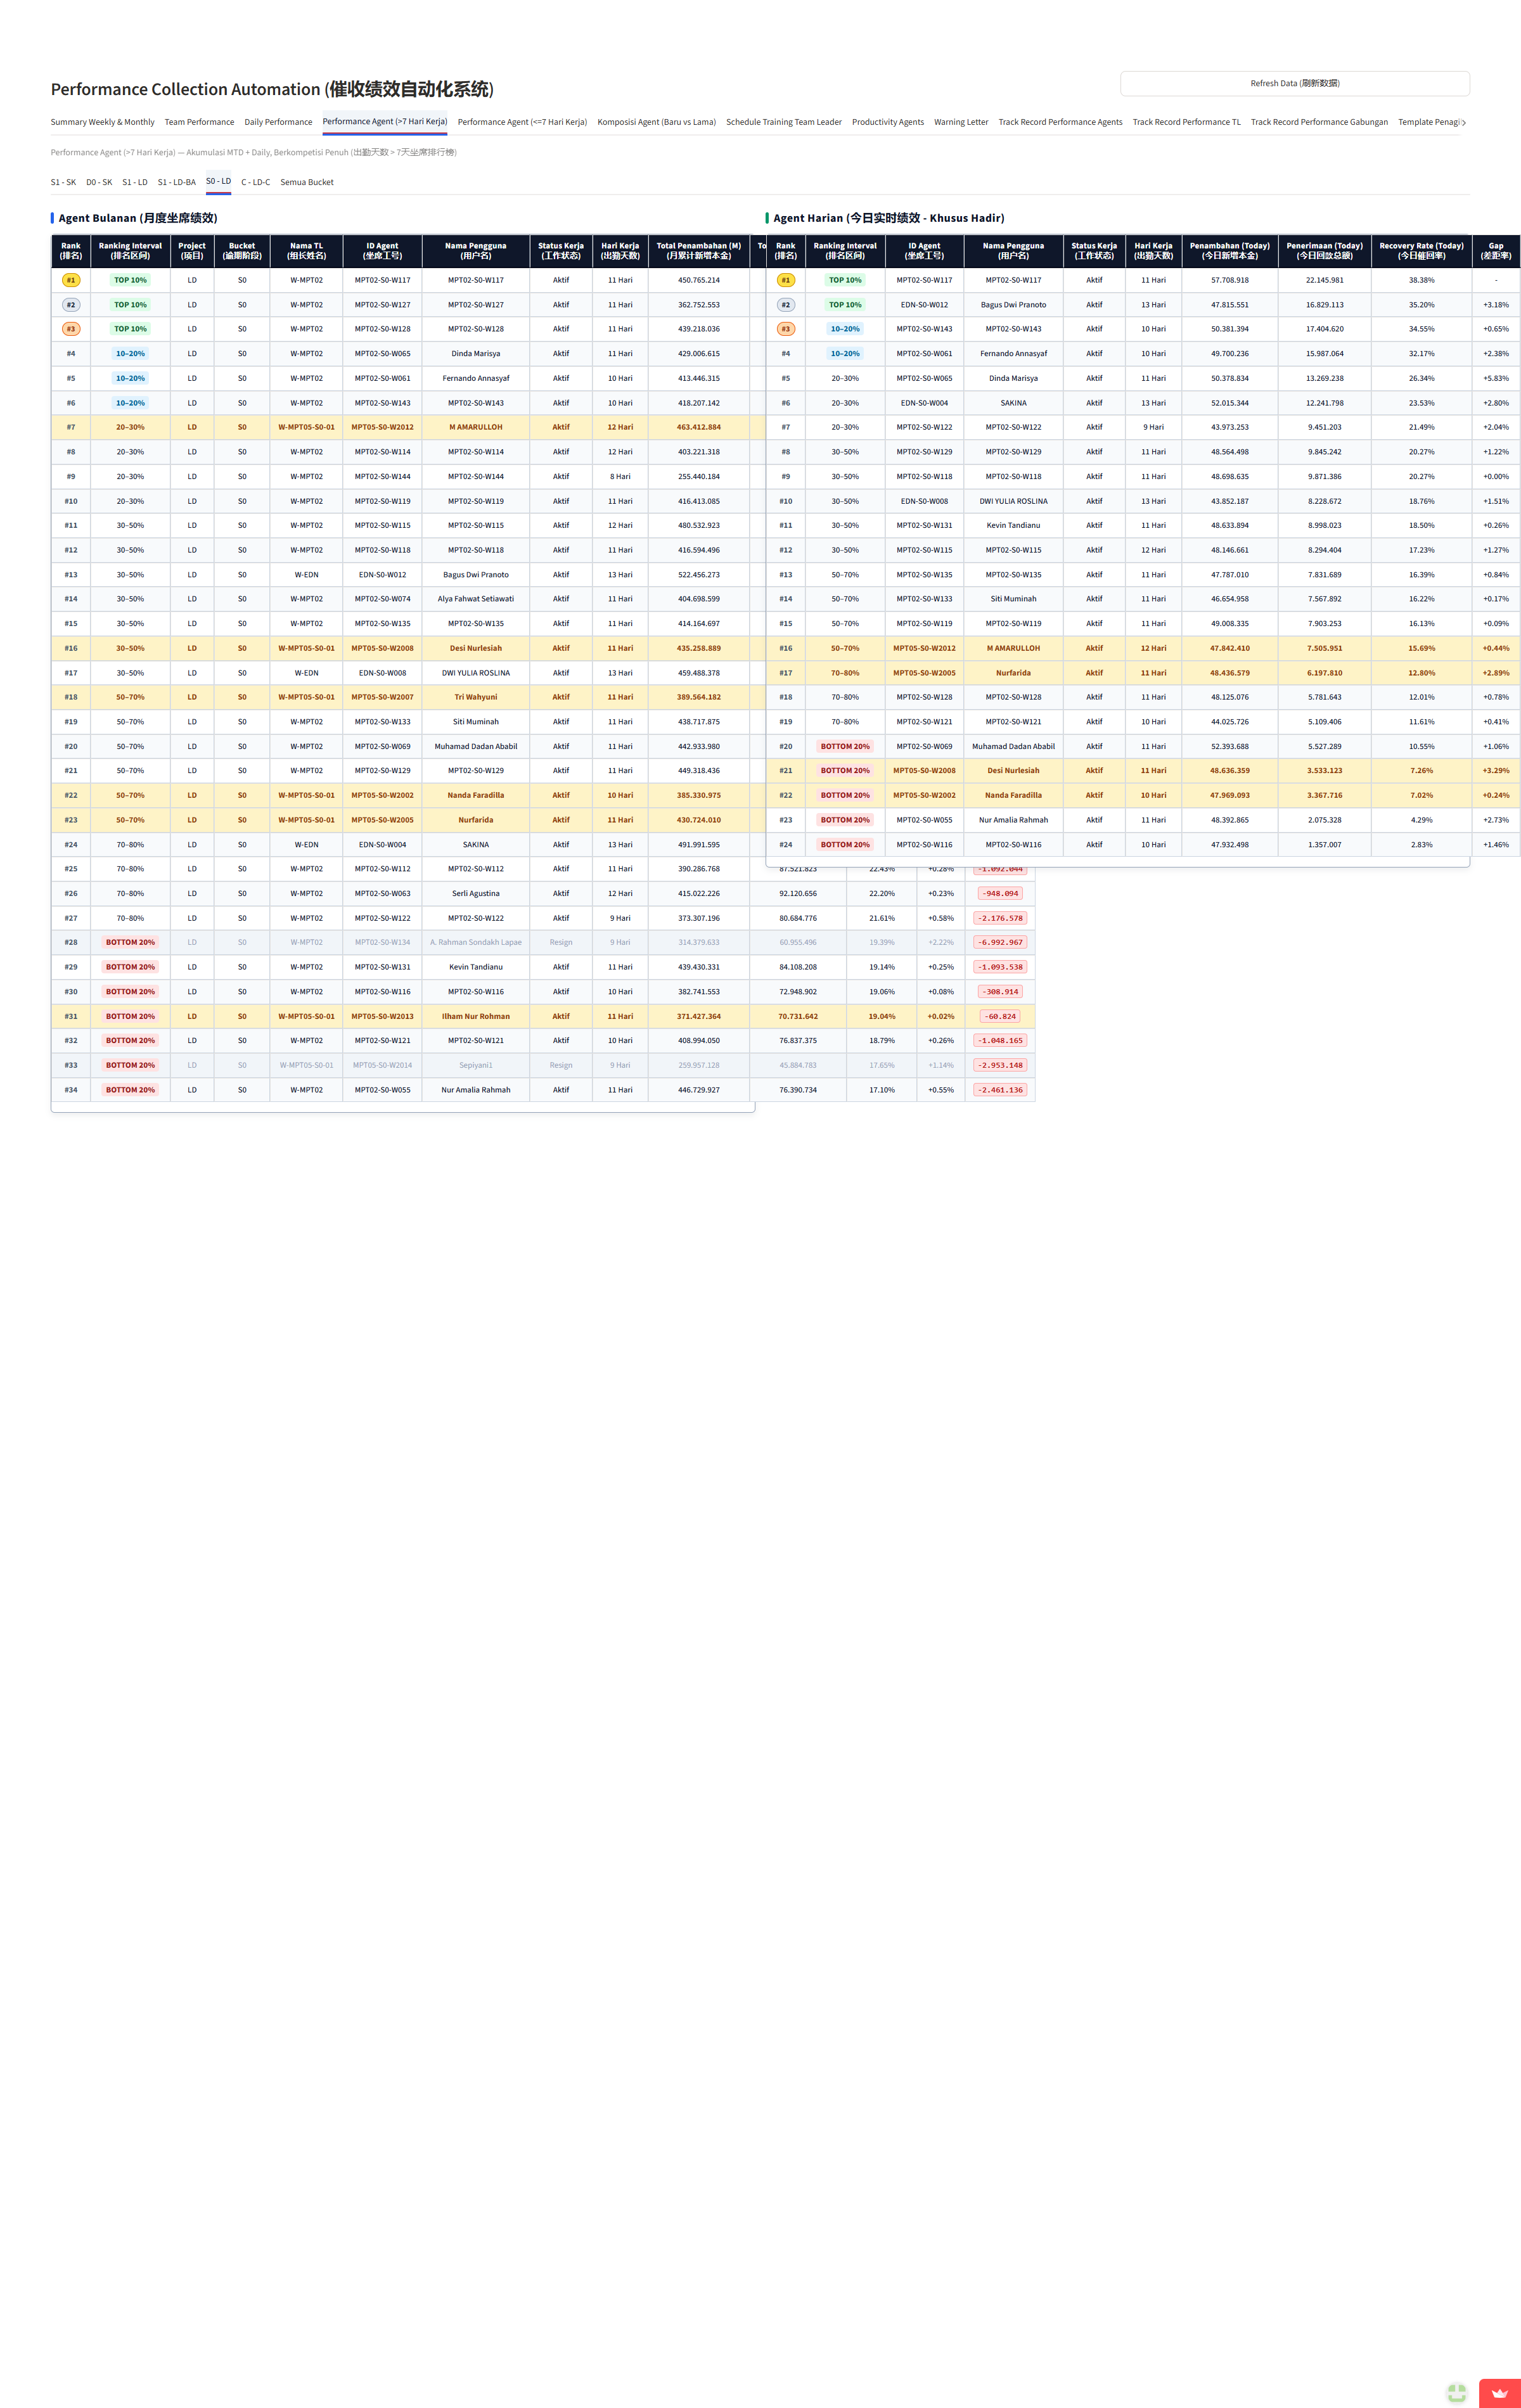 Performance Collection Automation (催收绩效自动化系统)
Refresh Data (刷新数据)
Summary Weekly & Monthly Team Performance Daily Performance Performance Agent (>7 Hari Kerja) Performance Agent (<=7 Hari Kerja) Komposisi Agent (Baru vs Lama) Schedule Training Team Leader Productivity Agents Warning Letter Track Record Performance Agents Track Record Performance TL Track Record Performance Gabungan Template Penagi
Performance Agent (>7 Hari Kerja) — Akumulasi MTD + Daily, Berkompetisi Penuh (出勤天数 > 7天坐席排行榜)
S1 - SK D0 - SK S1 - LD S1 - LD-BA S0 - LD C - LD-C Semua Bucket
Agent Bulanan (月度坐席绩效)
Rank Ranking Interval Project Bucket Nama TL ID Agent Nama Pengguna Status Kerja Hari Kerja Total Penambahan (M) To
(排名) (排名区间) (项目) (逾期阶段) (组长姓名) (坐席工号) (用户名) (工作状态) (出勤天数) (月累计新增本金)
#1 TOP 10% LD S0 W-MPT02 MPT02-S0-W117 MPT02-S0-W117 Aktif 11 Hari 450.765.214
#2 TOP 10% LD S0 W-MPT02 MPT02-S0-W127 MPT02-S0-W127 Aktif 11 Hari 362.752.553
#3 TOP 10% LD S0 W-MPT02 MPT02-S0-W128 MPT02-S0-W128 Aktif 11 Hari 439.218.036
#4 10–20% LD S0 W-MPT02 MPT02-S0-W065 Dinda Marisya Aktif 11 Hari 429.006.615
#5 10–20% LD S0 W-MPT02 MPT02-S0-W061 Fernando Annasyaf Aktif 10 Hari 413.446.315
#6 10–20% LD S0 W-MPT02 MPT02-S0-W143 MPT02-S0-W143 Aktif 10 Hari 418.207.142
#7 20–30% LD S0 W-MPT05-S0-01 MPT05-S0-W2012 M AMARULLOH Aktif 12 Hari 463.412.884
#8 20–30% LD S0 W-MPT02 MPT02-S0-W114 MPT02-S0-W114 Aktif 12 Hari 403.221.318
#9 20–30% LD S0 W-MPT02 MPT02-S0-W144 MPT02-S0-W144 Aktif 8 Hari 255.440.184
#10 20–30% LD S0 W-MPT02 MPT02-S0-W119 MPT02-S0-W119 Aktif 11 Hari 416.413.085
#11 30–50% LD S0 W-MPT02 MPT02-S0-W115 MPT02-S0-W115 Aktif 12 Hari 480.532.923
#12 30–50% LD S0 W-MPT02 MPT02-S0-W118 MPT02-S0-W118 Aktif 11 Hari 416.594.496
#13 30–50% LD S0 W-EDN EDN-S0-W012 Bagus Dwi Pranoto Aktif 13 Hari 522.456.273
#14 30–50% LD S0 W-MPT02 MPT02-S0-W074 Alya Fahwat Setiawati Aktif 11 Hari 404.698.599
#15 30–50% LD S0 W-MPT02 MPT02-S0-W135 MPT02-S0-W135 Aktif 11 Hari 414.164.697
#16 30–50% LD S0 W-MPT05-S0-01 MPT05-S0-W2008 Desi Nurlesiah Aktif 11 Hari 435.258.889
#17 30–50% LD S0 W-EDN EDN-S0-W008 DWI YULIA ROSLINA Aktif 13 Hari 459.488.378
#18 50–70% LD S0 W-MPT05-S0-01 MPT05-S0-W2007 Tri Wahyuni Aktif 11 Hari 389.564.182
#19 50–70% LD S0 W-MPT02 MPT02-S0-W133 Siti Muminah Aktif 11 Hari 438.717.875
#20 50–70% LD S0 W-MPT02 MPT02-S0-W069 Muhamad Dadan Ababil Aktif 11 Hari 442.933.980
#21 50–70% LD S0 W-MPT02 MPT02-S0-W129 MPT02-S0-W129 Aktif 11 Hari 449.318.436
#22 50–70% LD S0 W-MPT05-S0-01 MPT05-S0-W2002 Nanda Faradilla Aktif 10 Hari 385.330.975
#23 50–70% LD S0 W-MPT05-S0-01 MPT05-S0-W2005 Nurfarida Aktif 11 Hari 430.724.010
#24 70–80% LD S0 W-EDN EDN-S0-W004 SAKINA Aktif 13 Hari 491.991.595
#25 70–80% LD S0 W-MPT02 MPT02-S0-W112 MPT02-S0-W112 Aktif 11 Hari 390.286.768 87.521.823 22.43% +0.28% -1.092.044
#26 70–80% LD S0 W-MPT02 MPT02-S0-W063 Serli Agustina Aktif 12 Hari 415.022.226 92.120.656 22.20% +0.23% -948.094
#27 70–80% LD S0 W-MPT02 MPT02-S0-W122 MPT02-S0-W122 Aktif 9 Hari 373.307.196 80.684.776 21.61% +0.58% -2.176.578
#28 BOTTOM 20% LD S0 W-MPT02 MPT02-S0-W134 A. Rahman Sondakh Lapae Resign 9 Hari 314.379.633 60.955.496 19.39% +2.22% -6.992.967
#29 BOTTOM 20% LD S0 W-MPT02 MPT02-S0-W131 Kevin Tandianu Aktif 11 Hari 439.430.331 84.108.208 19.14% +0.25% -1.093.538
#30 BOTTOM 20% LD S0 W-MPT02 MPT02-S0-W116 MPT02-S0-W116 Aktif 10 Hari 382.741.553 72.948.902 19.06% +0.08% -308.914
#31 BOTTOM 20% LD S0 W-MPT05-S0-01 MPT05-S0-W2013 Ilham Nur Rohman Aktif 11 Hari 371.427.364 70.731.642 19.04% +0.02% -60.824
#32 BOTTOM 20% LD S0 W-MPT02 MPT02-S0-W121 MPT02-S0-W121 Aktif 10 Hari 408.994.050 76.837.375 18.79% +0.26% -1.048.165
#33 BOTTOM 20% LD S0 W-MPT05-S0-01 MPT05-S0-W2014 Sepiyani1 Resign 9 Hari 259.957.128 45.884.783 17.65% +1.14% -2.953.148
#34 BOTTOM 20% LD S0 W-MPT02 MPT02-S0-W055 Nur Amalia Rahmah Aktif 11 Hari 446.729.927 76.390.734 17.10% +0.55% -2.461.136
Agent Harian (今日实时绩效 - Khusus Hadir)
Rank Ranking Interval ID Agent Nama Pengguna Status Kerja Hari Kerja Penambahan (Today) Penerimaan (Today) Recovery Rate (Today) Gap
(排名) (排名区间) (坐席工号) (用户名) (工作状态) (出勤天数) (今日新增本金) (今日回款总额) (今日催回率) (差距率)
#1 TOP 10% MPT02-S0-W117 MPT02-S0-W117 Aktif 11 Hari 57.708.918 22.145.981 38.38% -
#2 TOP 10% EDN-S0-W012 Bagus Dwi Pranoto Aktif 13 Hari 47.815.551 16.829.113 35.20% +3.18%
#3 10–20% MPT02-S0-W143 MPT02-S0-W143 Aktif 10 Hari 50.381.394 17.404.620 34.55% +0.65%
#4 10–20% MPT02-S0-W061 Fernando Annasyaf Aktif 10 Hari 49.700.236 15.987.064 32.17% +2.38%
#5 20–30% MPT02-S0-W065 Dinda Marisya Aktif 11 Hari 50.378.834 13.269.238 26.34% +5.83%
#6 20–30% EDN-S0-W004 SAKINA Aktif 13 Hari 52.015.344 12.241.798 23.53% +2.80%
#7 20–30% MPT02-S0-W122 MPT02-S0-W122 Aktif 9 Hari 43.973.253 9.451.203 21.49% +2.04%
#8 30–50% MPT02-S0-W129 MPT02-S0-W129 Aktif 11 Hari 48.564.498 9.845.242 20.27% +1.22%
#9 30–50% MPT02-S0-W118 MPT02-S0-W118 Aktif 11 Hari 48.698.635 9.871.386 20.27% +0.00%
#10 30–50% EDN-S0-W008 DWI YULIA ROSLINA Aktif 13 Hari 43.852.187 8.228.672 18.76% +1.51%
#11 30–50% MPT02-S0-W131 Kevin Tandianu Aktif 11 Hari 48.633.894 8.998.023 18.50% +0.26%
#12 30–50% MPT02-S0-W115 MPT02-S0-W115 Aktif 12 Hari 48.146.661 8.294.404 17.23% +1.27%
#13 50–70% MPT02-S0-W135 MPT02-S0-W135 Aktif 11 Hari 47.787.010 7.831.689 16.39% +0.84%
#14 50–70% MPT02-S0-W133 Siti Muminah Aktif 11 Hari 46.654.958 7.567.892 16.22% +0.17%
#15 50–70% MPT02-S0-W119 MPT02-S0-W119 Aktif 11 Hari 49.008.335 7.903.253 16.13% +0.09%
#16 50–70% MPT05-S0-W2012 M AMARULLOH Aktif 12 Hari 47.842.410 7.505.951 15.69% +0.44%
#17 70–80% MPT05-S0-W2005 Nurfarida Aktif 11 Hari 48.436.579 6.197.810 12.80% +2.89%
#18 70–80% MPT02-S0-W128 MPT02-S0-W128 Aktif 11 Hari 48.125.076 5.781.643 12.01% +0.78%
#19 70–80% MPT02-S0-W121 MPT02-S0-W121 Aktif 10 Hari 44.025.726 5.109.406 11.61% +0.41%
#20 BOTTOM 20% MPT02-S0-W069 Muhamad Dadan Ababil Aktif 11 Hari 52.393.688 5.527.289 10.55% +1.06%
#21 BOTTOM 20% MPT05-S0-W2008 Desi Nurlesiah Aktif 11 Hari 48.636.359 3.533.123 7.26% +3.29%
#22 BOTTOM 20% MPT05-S0-W2002 Nanda Faradilla Aktif 10 Hari 47.969.093 3.367.716 7.02% +0.24%
#23 BOTTOM 20% MPT02-S0-W055 Nur Amalia Rahmah Aktif 11 Hari 48.392.865 2.075.328 4.29% +2.73%
#24 BOTTOM 20% MPT02-S0-W116 MPT02-S0-W116 Aktif 10 Hari 47.932.498 1.357.007 2.83% +1.46%